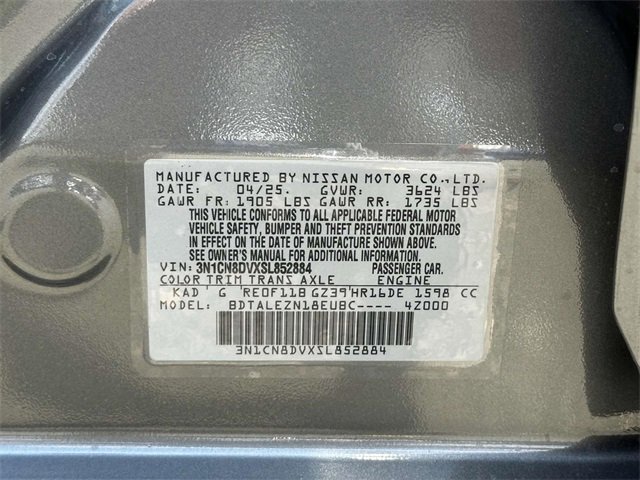 MANUFACTURED BY NISSAN MOTOR CO.,LTD.
DATE: 04/25. GVWR: 3624 LBS
GAWR FR: 1905 LBS GAWR RR: 1735 LBS
THIS VEHICLE CONFORMS TO ALL APPLICABLE FEDERAL MOTOR
VEHICLE SAFETY, BUMPER AND THEFT PREVENTION STANDARDS
IN EFFECT ON THE DATE OF MANUFACTURE SHOWN ABOVE.
SEE OWNER'S MANUAL FOR ADDITIONAL INFORMATION.
VIN: 3N1CN8DVXSL852884 PASSENGER CAR.
COLOR TRIM TRANS AXLE ENGINE
KAD ' G 'RE0F11B GZ39'HR16DE 1598 CC
BDTALEZN18EU8C---- 4Z000
3N1CN8DVXSL852884